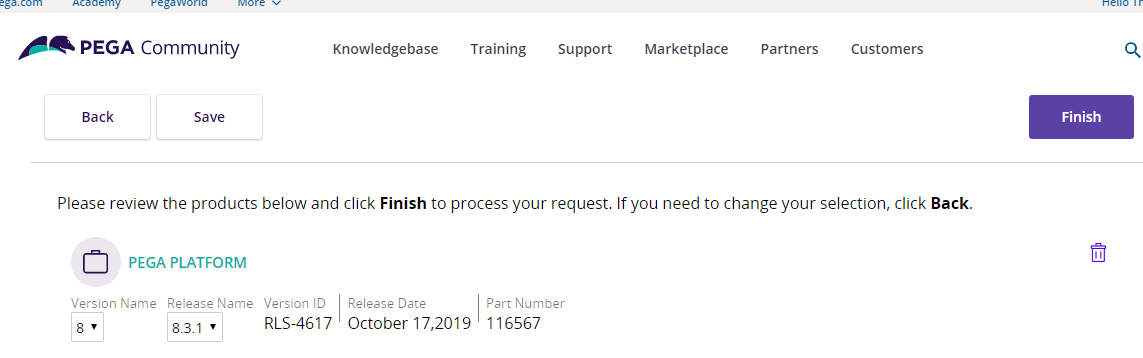 ega.com Academy PegaWorld More Hello
PEGA Community Knowledgebase Training Support Marketplace Partners Customers
Back Save Finish
Please review the products below and click Finish to process your request. If you need to change your selection, click Back.
PEGA PLATFORM
Version Name Release Name Version ID Release Date Part Number
8 8.3.1 RLS-4617 October 17,2019 116567